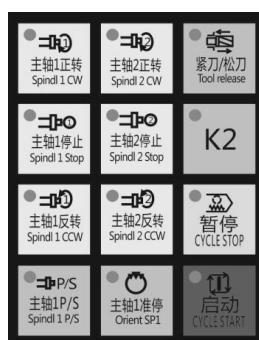 主轴1正转
Spindl 1 CW
主轴2正转
Spindl 2 CW
紧刀/松刀
Tool release
主轴1停止
Spindl 1 Stop
主轴2停止
Spindl 2 Stop
K2
主轴1反转
Spindl 1 CCW
主轴2反转
Spindl 2 CCW
暂停
CYCLE STOP
P/S
主轴1P/S
Spindl 1 P/S
主轴1准停
Orient SP1
启动
CYCLE START